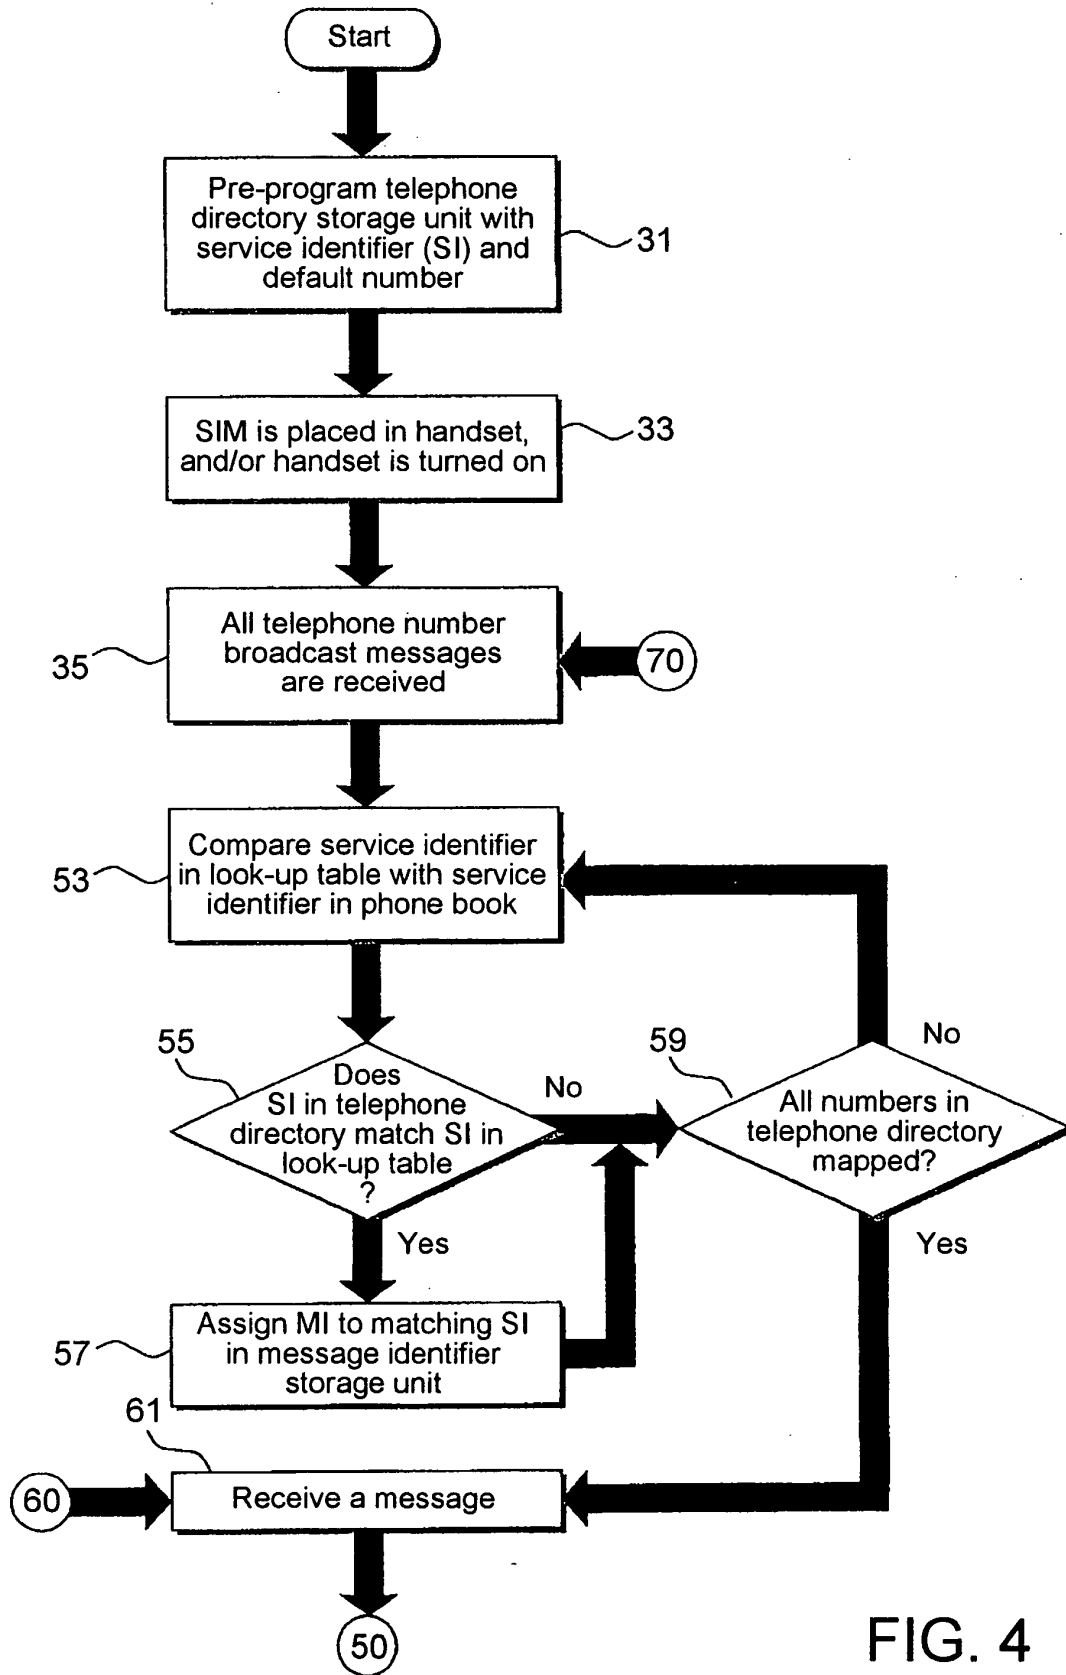 Start
Pre-program telephone
directory storage unit with
service identifier (SI) and
default number
31
SIM is placed in handset,
and/or handset is turned on
33
All telephone number
broadcast messages
are received
35
70
Compare service identifier
in look-up table with service
identifier in phone book
53
55
Does
SI in telephone
directory match SI in
look-up table
?
No
59
No
All numbers in
telephone directory
mapped?
Yes
Yes
Assign MI to matching SI
in message identifier
storage unit
57
61
60
Receive a message
50
FIG. 4